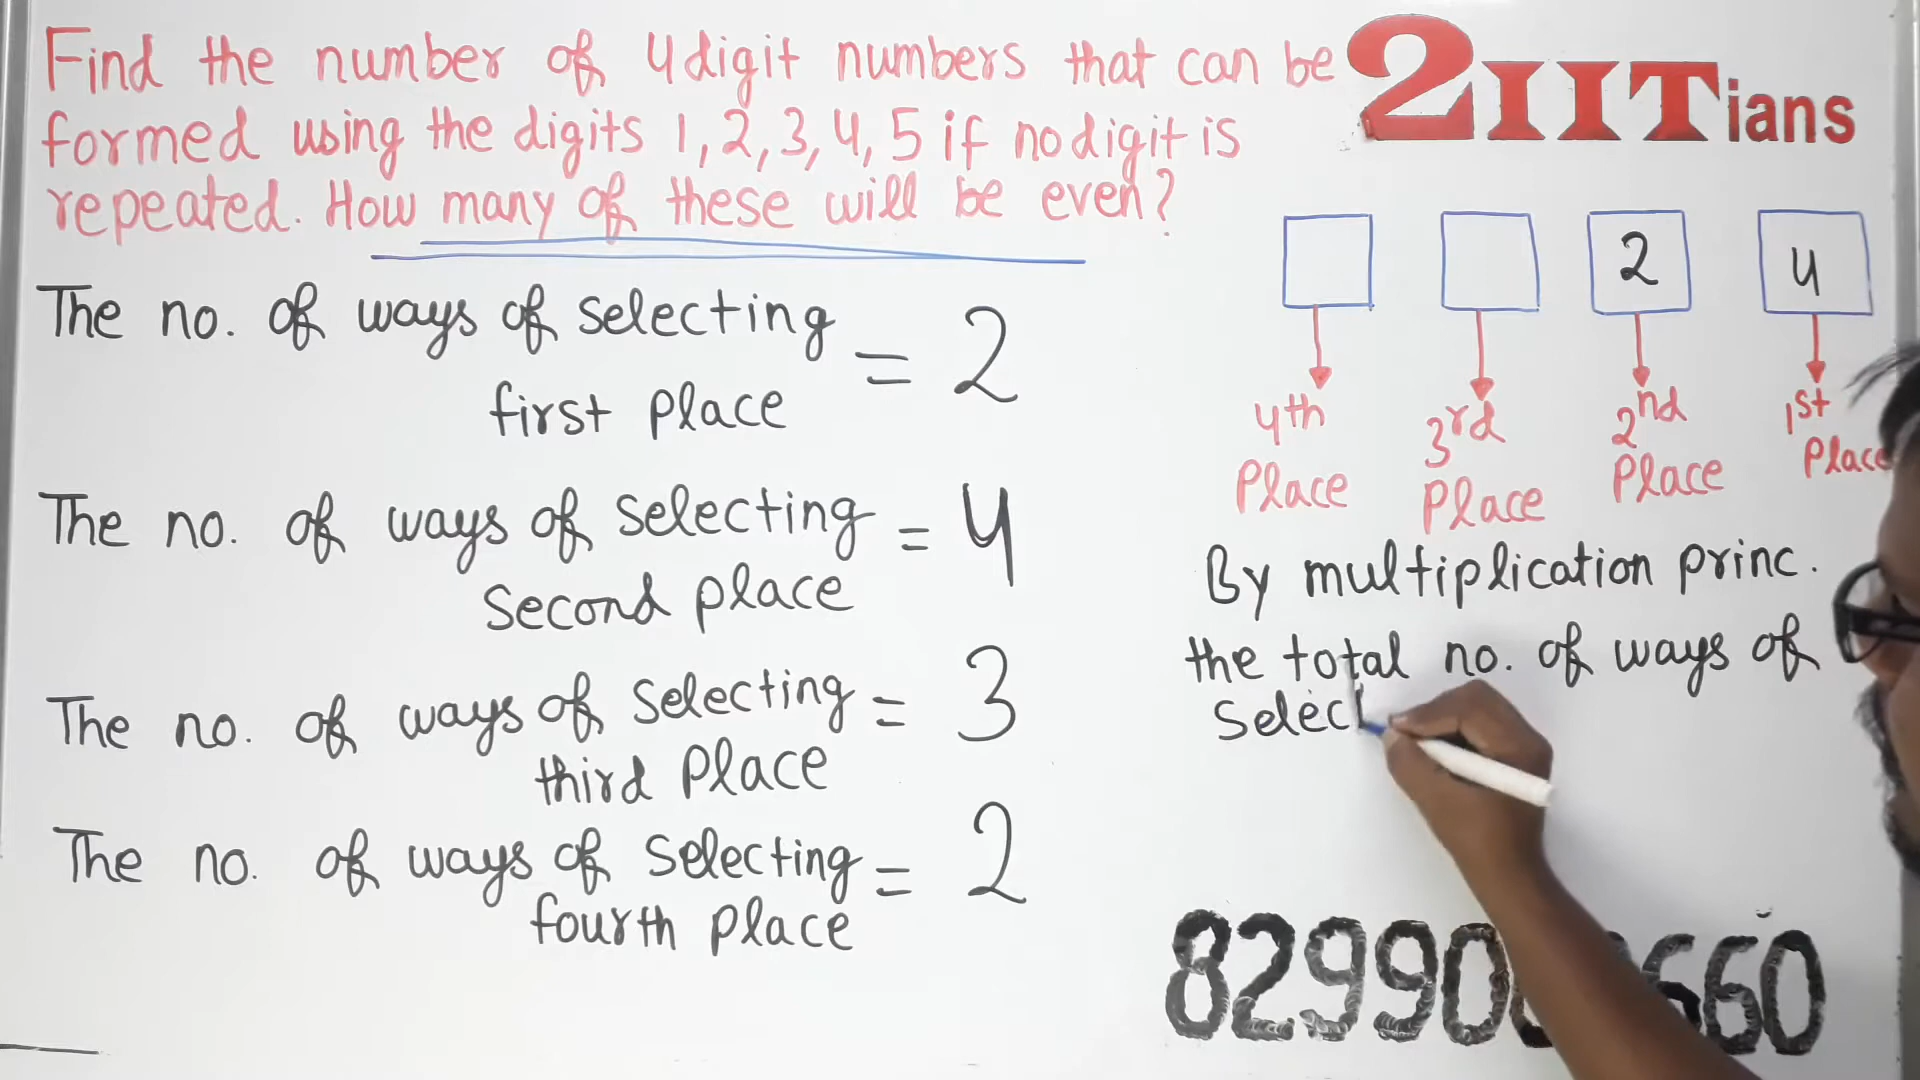 Find the number of 4 digit numbers that can be
formed using the digits 1, 2, 3, 4, 5 if no digit is
repeated. How many of these will be even?
2IITians
2 4
4th Place
3rd Place
2nd Place
1st Place
The no. of ways of selecting first place = 2
The no. of ways of selecting second place = 4
The no. of ways of selecting third place = 3
The no. of ways of selecting fourth place = 2
By multiplication princ.
the total no. of ways of
Select